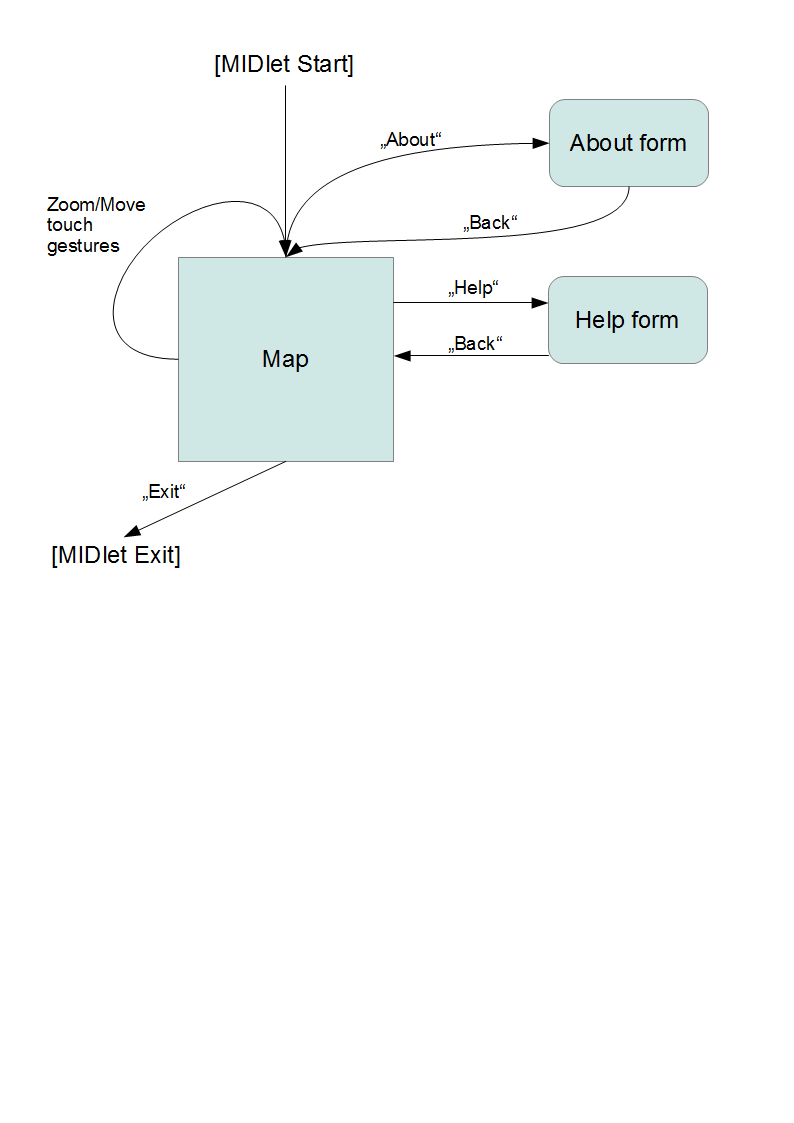 [MIDlet Start]
„About“
About form
Zoom/Move
touch
gestures
„Back“
„Help“
Help form
„Back“
Map
„Exit“
[MIDlet Exit]